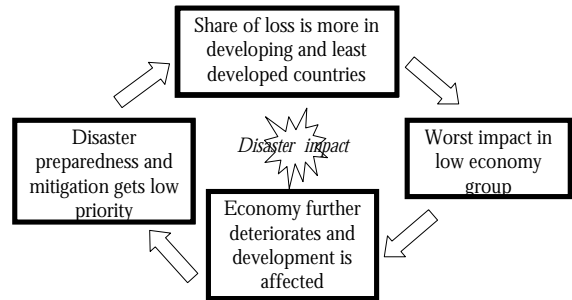 Share of loss is more in
developing and least
developed countries
Disaster
preparedness and
mitigation gets low
priority
Disaster impact
Worst impact in
low economy
group
Economy further
deteriorates and
development is
affected